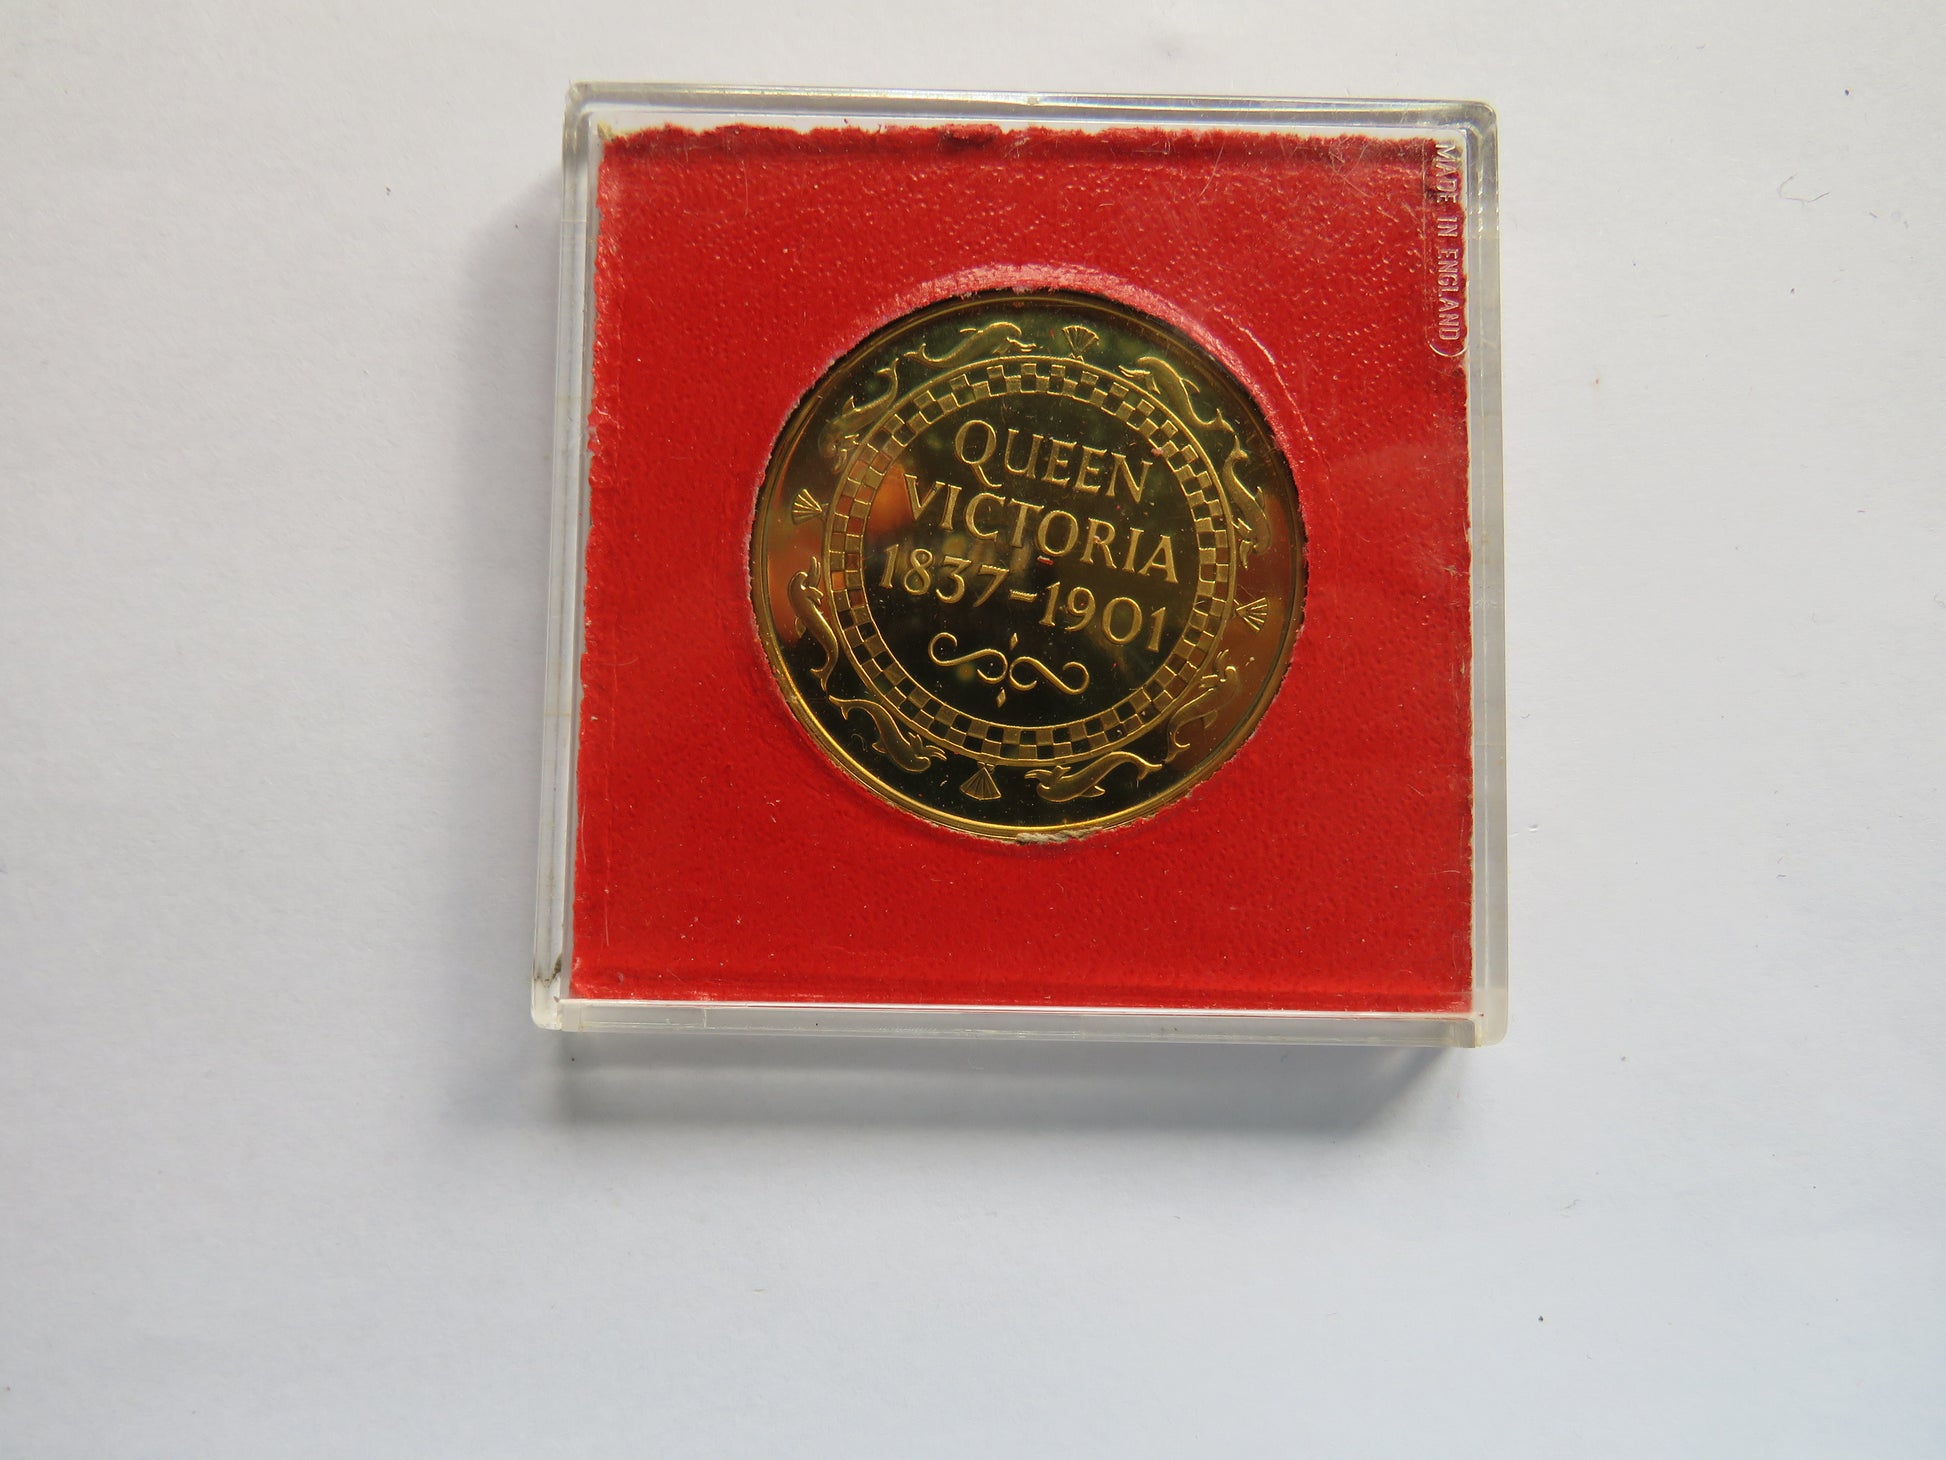 QUEEN
VICTORIA
1837-1901
MADE IN ENGLAND)